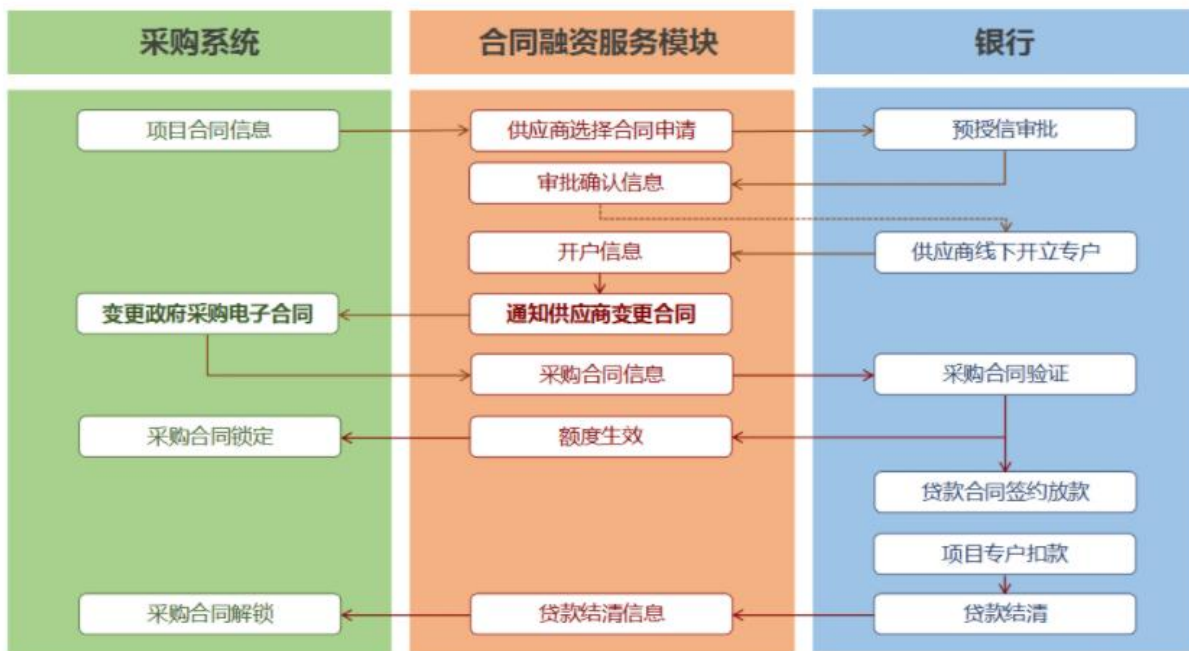 采购系统
合同融资服务模块
银行
项目合同信息
供应商选择合同申请
预授信审批
审批确认信息
开户信息
供应商线下开立专户
变更政府采购电子合同
通知供应商变更合同
采购合同信息
采购合同验证
采购合同锁定
额度生效
贷款合同签约放款
项目专户扣款
采购合同解锁
贷款结清信息
贷款结清